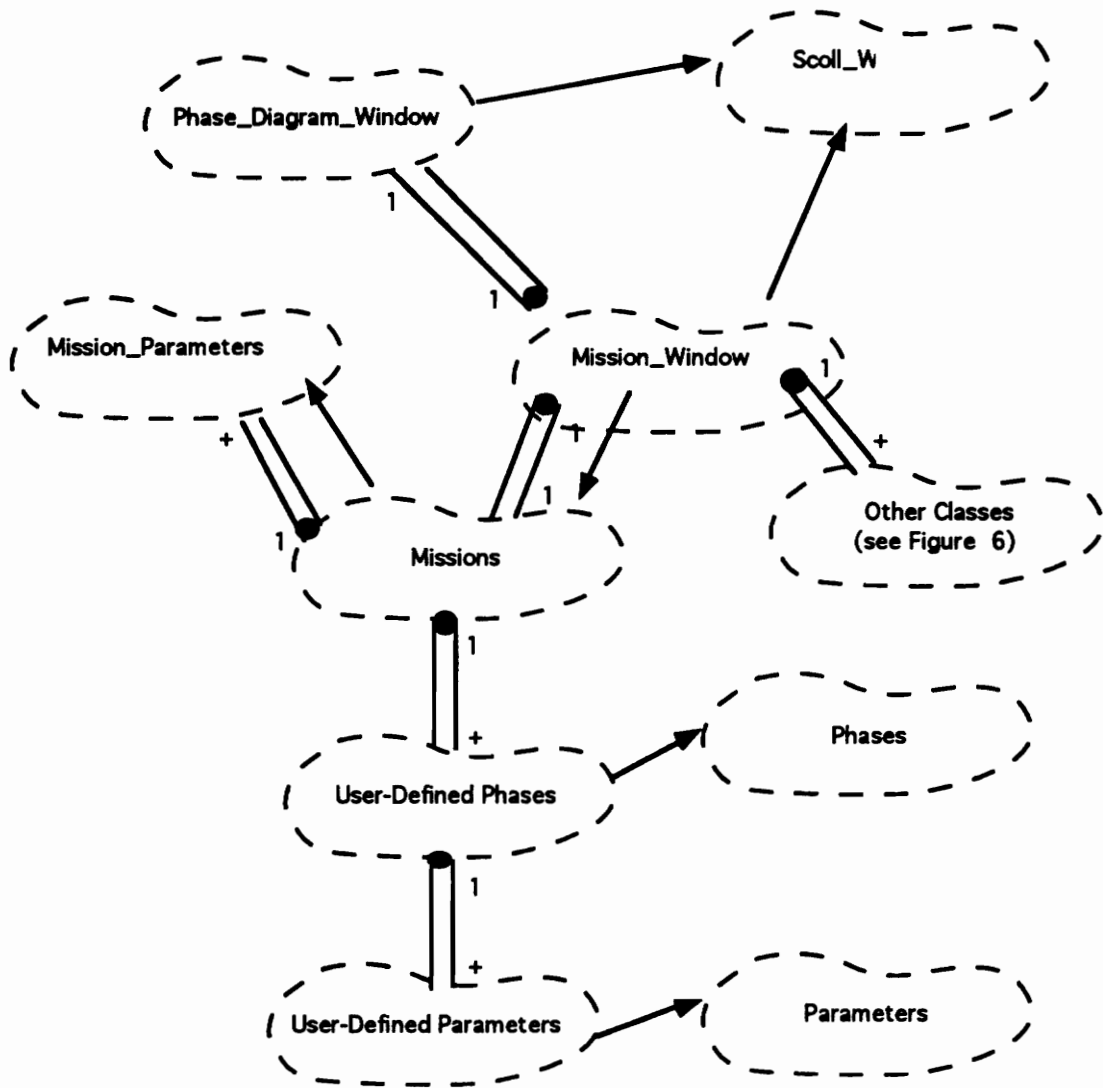 Scoll_W
Phase_Diagram_Window
1
1
Mission_Parameters
Mission_Window
1
+
1
+
1
1
Other Classes
(see Figure 6)
Missions
1
+
Phases
User-Defined Phases
1
+
Parameters
User-Defined Parameters